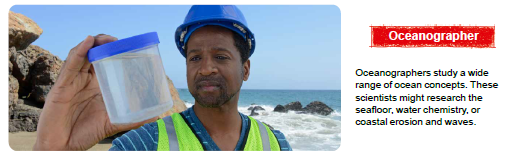 Oceanographer
Oceanographers study a wide
range of ocean concepts. These
scientists might research the
seafloor, water chemistry, or
coastal erosion and waves.